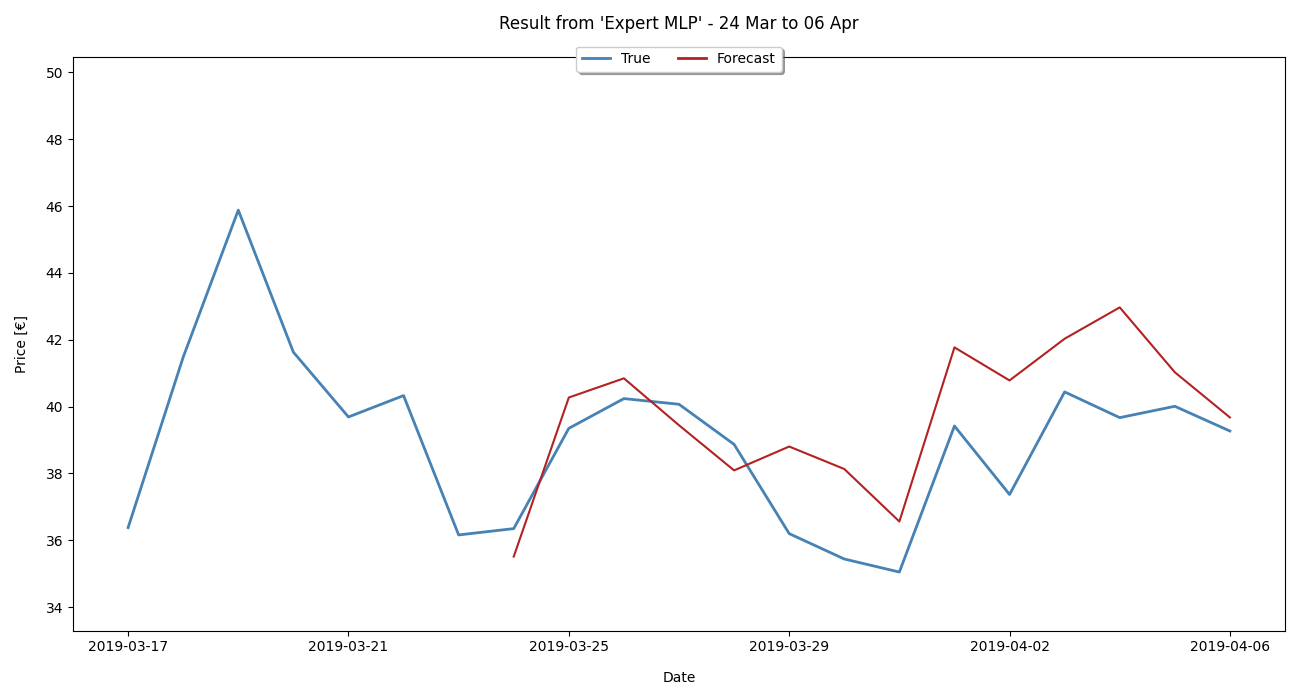 Result from 'Expert MLP' - 24 Mar to 06 Apr
True Forecast
50
48
46
44
42
40
38
36
34
Price [€]
2019-03-17 2019-03-21 2019-03-25 2019-03-29 2019-04-02 2019-04-06
Date